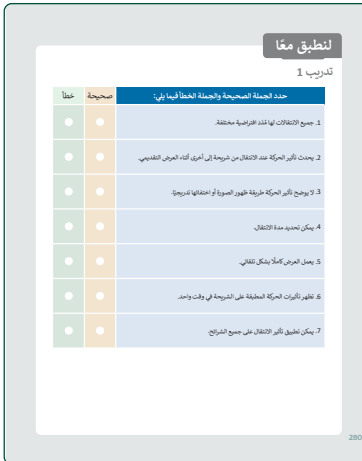 لنطبق معًا
تدريب 1
حدد الجملة الصحيحة والجملة الخطأ فيما يلي: صحيحة خطأ
1. جميع الانتقالات لها مُدد افتراضية مختلفة.
2. يحدث تأثير الحركة عند الانتقال من شريحة إلى أخرى أثناء العرض التقديمي.
3. لا يوضح تأثير الحركة طريقة ظهور الصورة أو اختفائها تدريجيًا.
4. يمكن تحديد مدة الانتقال.
5. يعمل العرض كاملًا بشكل تلقائي.
6. تظهر تأثيرات الحركة المطبقة على الشريحة في وقت واحد.
7. يمكن تطبيق تأثير الانتقال على جميع الشرائح.
280